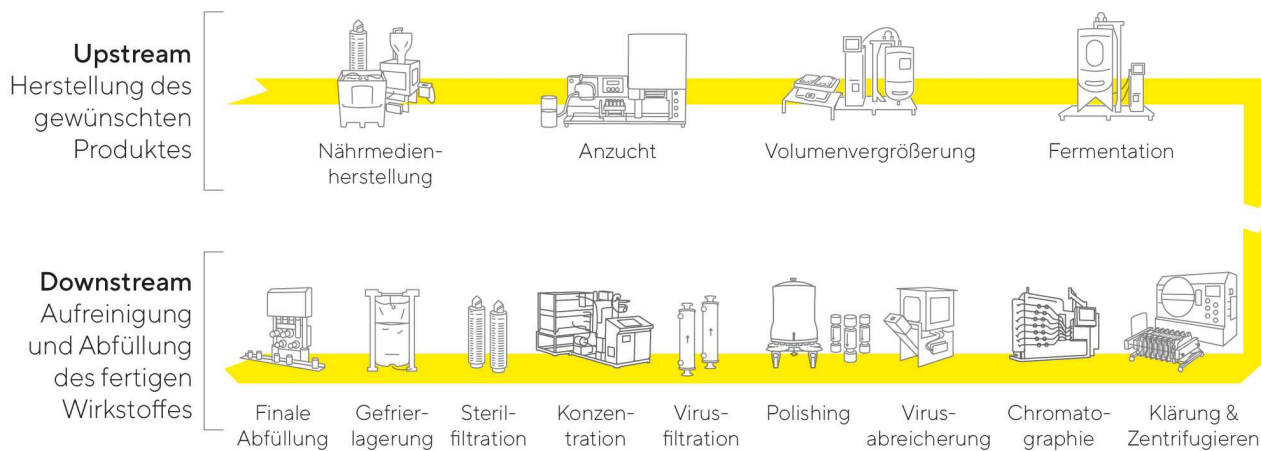 Upstream
Herstellung des
gewünschten
Produktes
Nährmedien-
herstellung
Anzucht
Volumenvergrößerung
Fermentation
Downstream
Aufreinigung
und Abfüllung
des fertigen
Wirkstoffes
Finale
Abfüllung
Gefrier-
lagerung
Steril-
filtration
Konzen-
tration
Virus-
filtration
Polishing
Virus-
abreicherung
Chromato-
graphie
Klärung &
Zentrifugieren